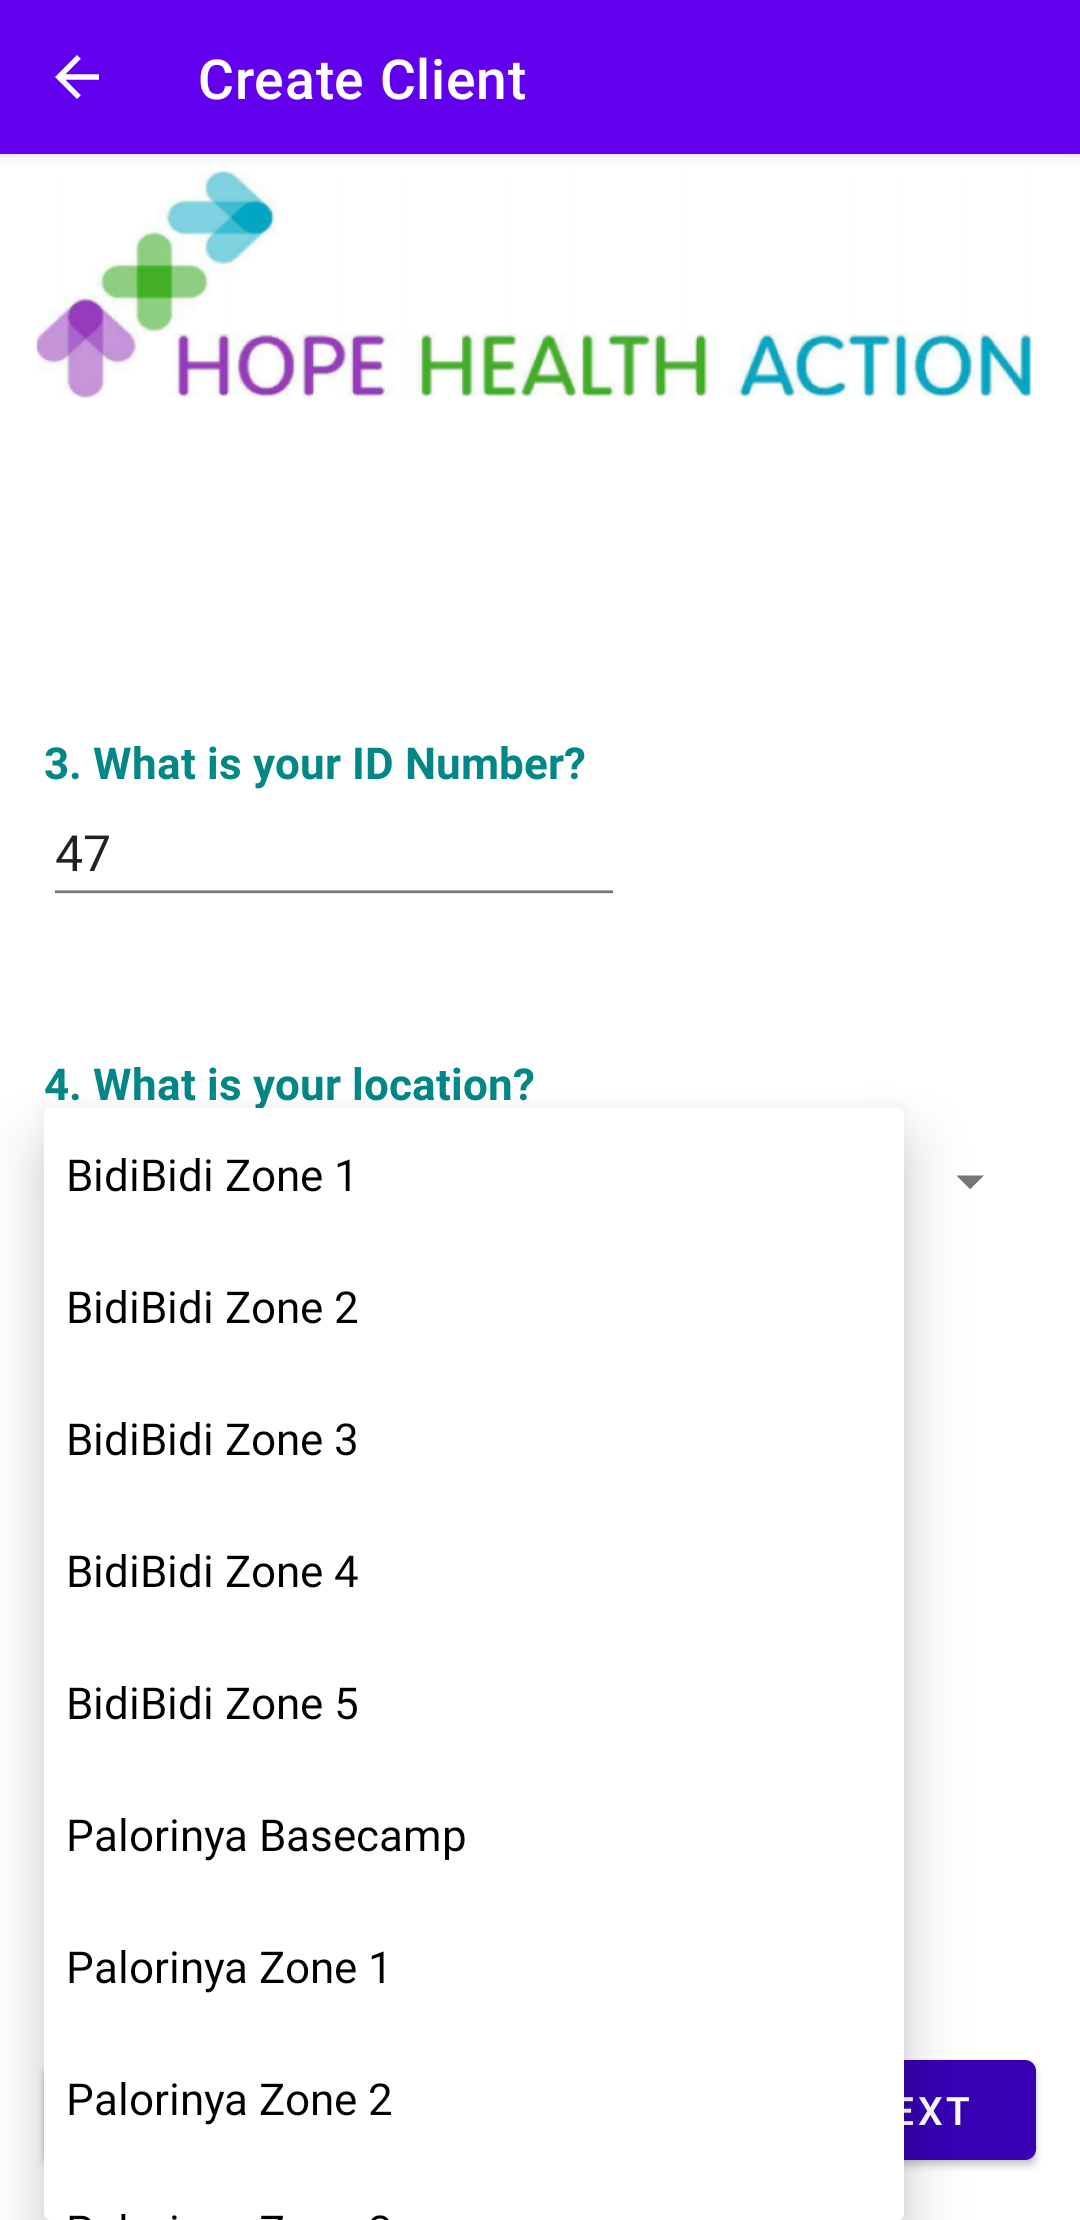 Create Client
HOPE HEALTH ACTION
3. What is your ID Number?
47
4. What is your location?
BidiBidi Zone 1
BidiBidi Zone 2
BidiBidi Zone 3
BidiBidi Zone 4
BidiBidi Zone 5
Palorinya Basecamp
Palorinya Zone 1
Palorinya Zone 2
EXT